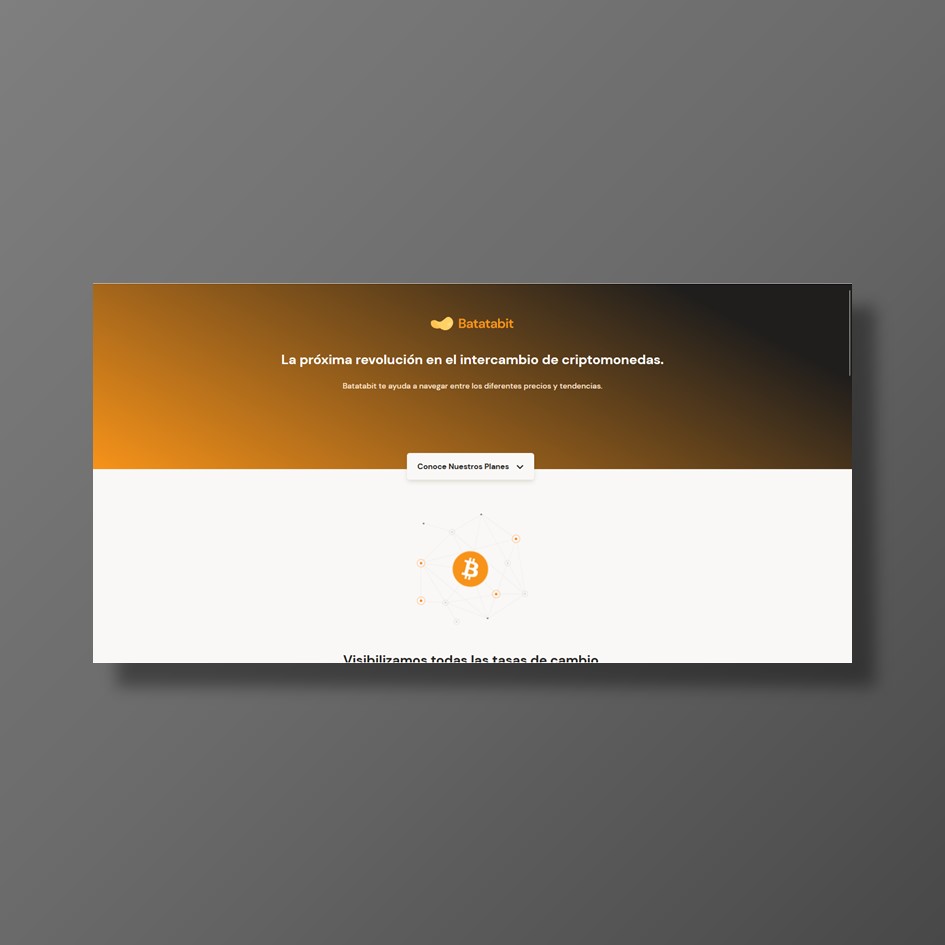 Batatabit
La próxima revolución en el intercambio de criptomonedas.
Batatabit te ayuda a navegar entre los diferentes precios y tendencias.
Conoce Nuestros Planes
Visibilizamos todas las tasas de cambio